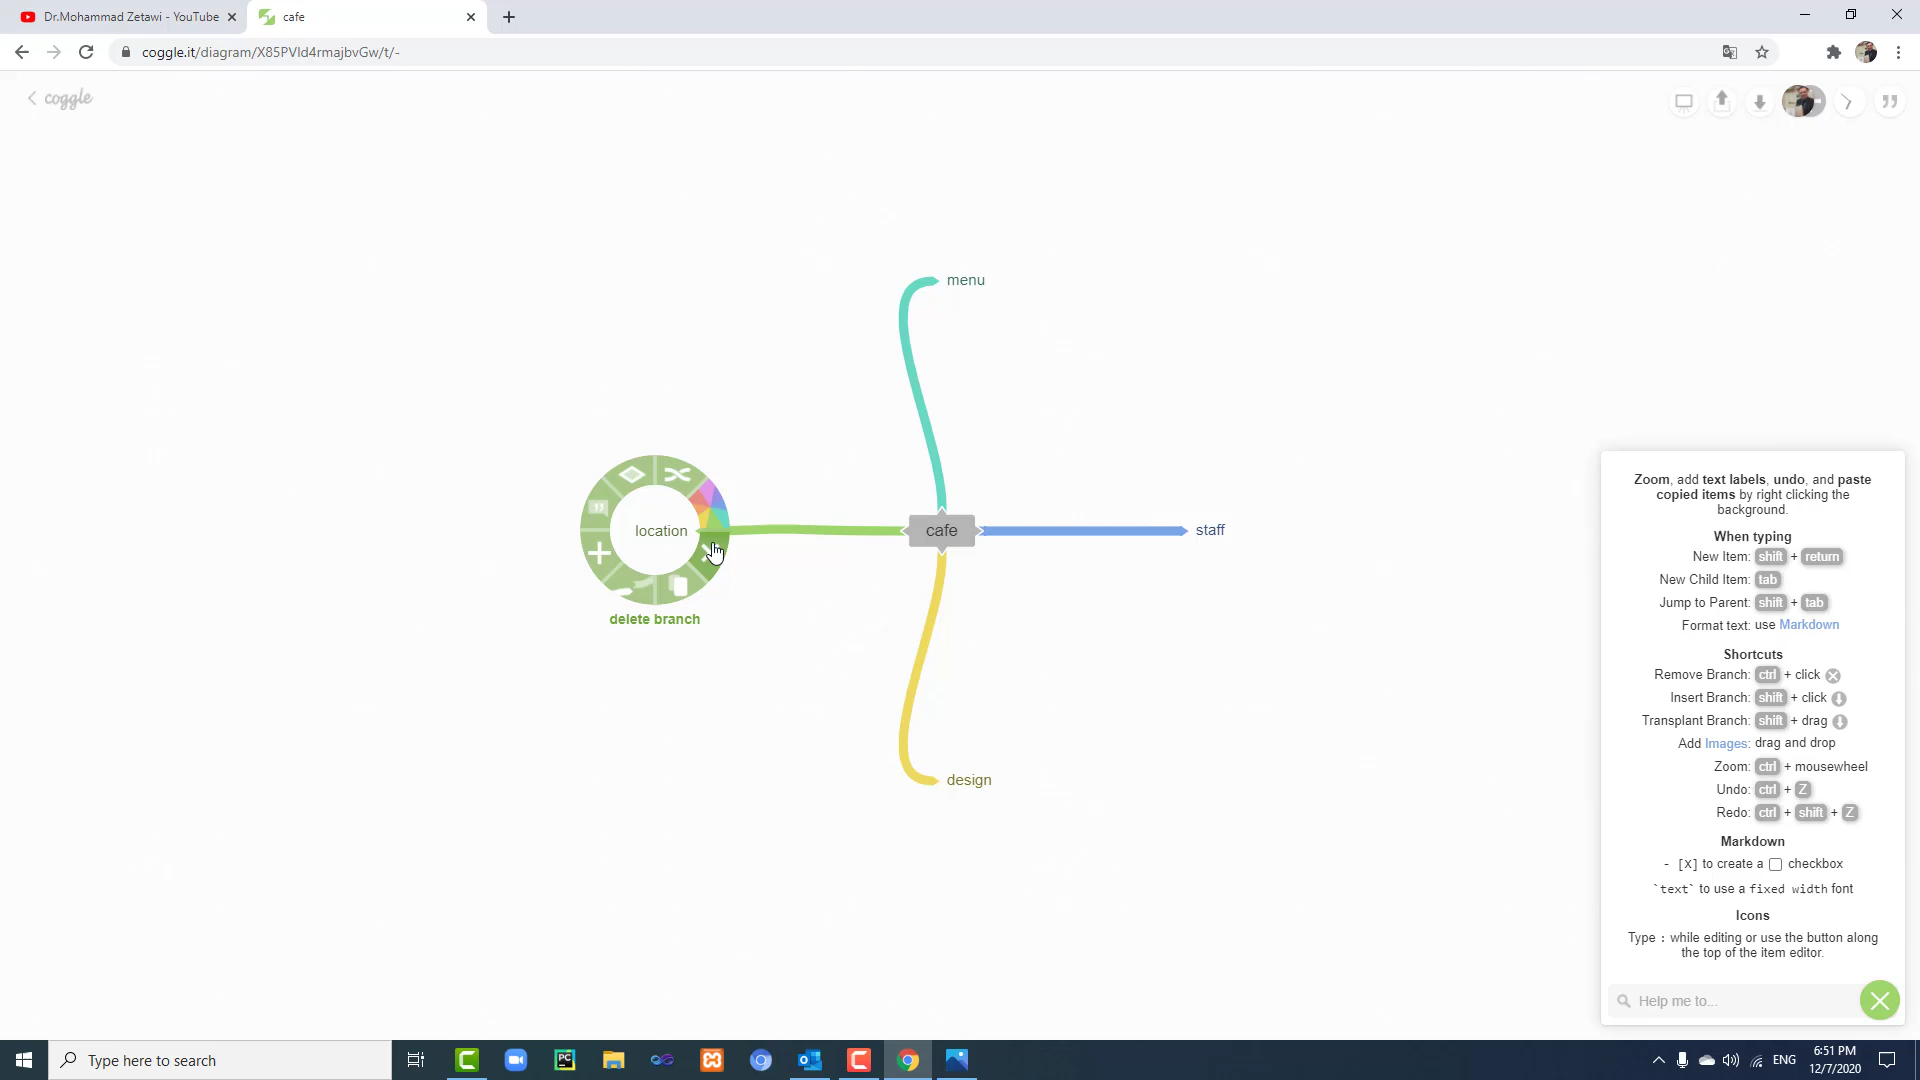 Dr.Mohammad Zetawi - YouTube
cafe
coggle.it/diagram/X85PVld4rmajbvGw/t/-
coggle
menu
location
cafe
staff
delete branch
design
Zoom, add text labels, undo, and paste
copied items by right clicking the
background.
When typing
New Item: shift + return
New Child Item: tab
Jump to Parent: shift + tab
Format text: use Markdown
Shortcuts
Remove Branch: ctrl + click
Insert Branch: shift + click
Transplant Branch: shift + drag
Add Images: drag and drop
Zoom: ctrl + mousewheel
Undo: ctrl + Z
Redo: ctrl + shift + Z
Markdown
- [X] to create a checkbox
`text` to use a fixed width font
Icons
Type : while editing or use the button along
the top of the item editor.
Help me to...
Type here to search
PC
ENG
6:51 PM
12/7/2020